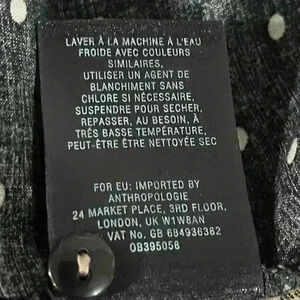 LAVER À LA MACHINE À L'EAU
FROIDE AVEC COULEURS
SIMILAIRES,
UTILISER UN AGENT DE
BLANCHIMENT SANS
CHLORE SI NÉCESSAIRE,
SUSPENDRE POUR SECHER,
REPASSER, AU BESOIN, À
TRÈS BASSE TEMPÉRATURE,
PEUT-ÊTRE ÊTRE NETTOYÉE SEC
FOR EU: IMPORTED BY
ANTHROPOLOGIE
24 MARKET PLACE, 3RD FLOOR,
LONDON, UK W1W8AN
VAT No. GB 684936382
OB395058